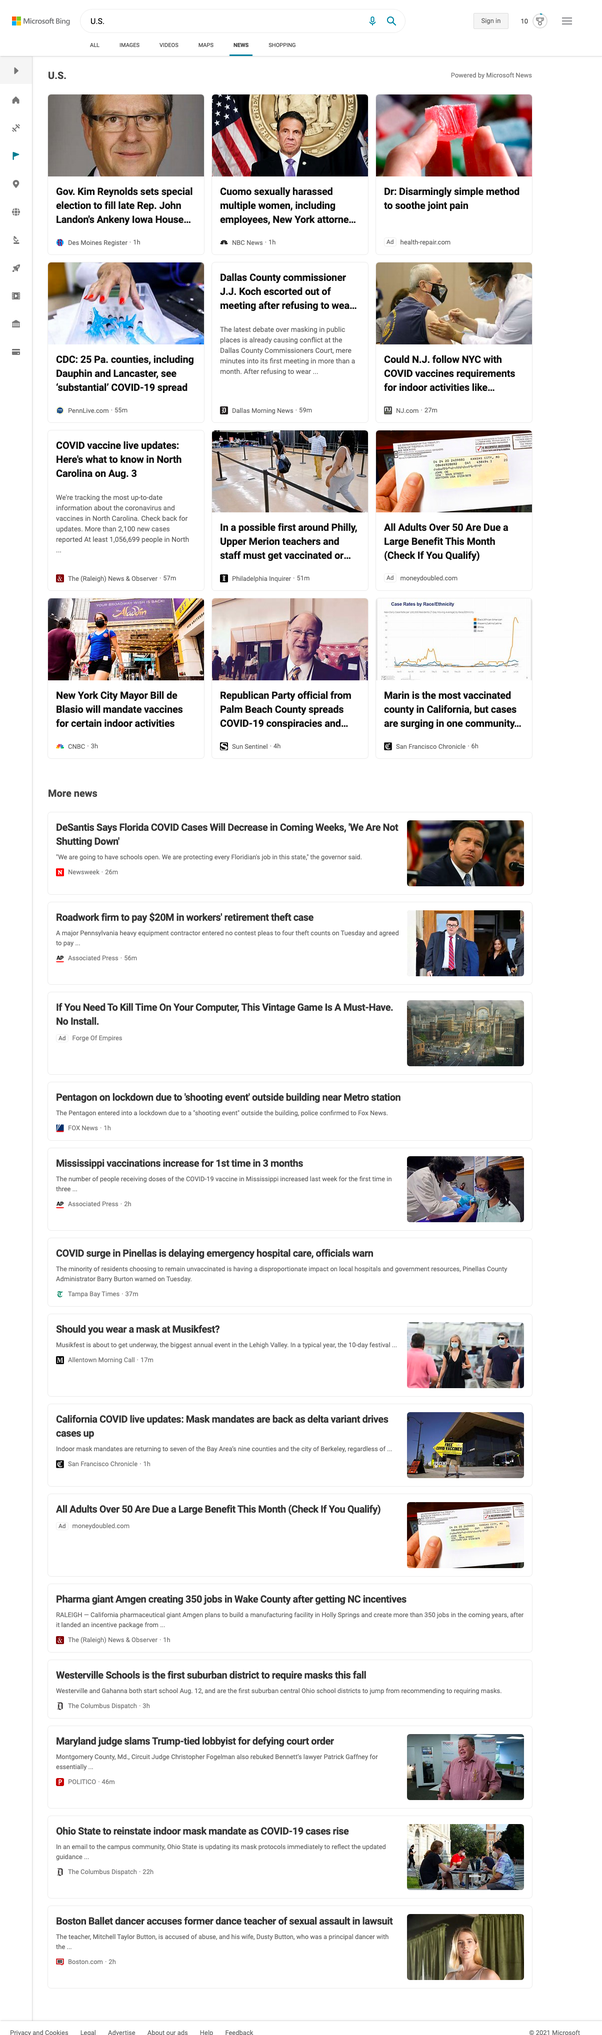 Microsoft Bing
U.S.
Sign in
10
ALL
IMAGES
VIDEOS
MAPS
NEWS
SHOPPING
U.S.
Powered by Microsoft News
Gov. Kim Reynolds sets special
election to fill late Rep. John
Landon's Ankeny Iowa House...
Des Moines Register · 1h
Cuomo sexually harassed
multiple women, including
employees, New York attorne...
NBC News · 1h
Dr: Disarmingly simple method
to soothe joint pain
Ad health-repair.com
CDC: 25 Pa. counties, including
Dauphin and Lancaster, see
'substantial' COVID-19 spread
PennLive.com · 55m
Dallas County commissioner
J.J. Koch escorted out of
meeting after refusing to wea...
The latest debate over masking in public
places is already causing conflict at the
Dallas County Commissioners Court, mere
minutes into its first meeting in more than a
month. After refusing to wear ...
Dallas Morning News · 59m
Could N.J. follow NYC with
COVID vaccines requirements
for indoor activities like...
NJ.com · 27m
COVID vaccine live updates:
Here's what to know in North
Carolina on Aug. 3
We're tracking the most up-to-date
information about the coronavirus and
vaccines in North Carolina. Check back for
updates. More than 2,100 new cases
reported At least 1,056,699 people in North
...
The (Raleigh) News & Observer · 57m
In a possible first around Philly,
Upper Merion teachers and
staff must get vaccinated or...
Philadelphia Inquirer · 51m
All Adults Over 50 Are Due a
Large Benefit This Month
(Check If You Qualify)
Ad moneydoubled.com
Aladdin
New York City Mayor Bill de
Blasio will mandate vaccines
for certain indoor activities
CNBC · 3h
Republican Party official from
Palm Beach County spreads
COVID-19 conspiracies and...
Sun Sentinel · 4h
Case Rates by Race/Ethnicity
Marin is the most vaccinated
county in California, but cases
are surging in one community...
San Francisco Chronicle · 6h
More news
DeSantis Says Florida COVID Cases Will Decrease in Coming Weeks, 'We Are Not
Shutting Down'
"We are going to have schools open. We are protecting every Floridian's job in this state," the governor said.
Newsweek · 26m
Roadwork firm to pay $20M in workers' retirement theft case
A major Pennsylvania heavy equipment contractor entered no contest pleas to four theft counts on Tuesday and agreed
to pay ...
AP Associated Press · 56m
If You Need To Kill Time On Your Computer, This Vintage Game Is A Must-Have.
No Install.
Ad Forge Of Empires
Pentagon on lockdown due to 'shooting event' outside building near Metro station
The Pentagon entered into a lockdown due to a "shooting event" outside the building, police confirmed to Fox News.
FOX News · 1h
Mississippi vaccinations increase for 1st time in 3 months
The number of people receiving doses of the COVID-19 vaccine in Mississippi increased last week for the first time in
three ...
AP Associated Press · 2h
COVID surge in Pinellas is delaying emergency hospital care, officials warn
The minority of residents choosing to remain unvaccinated is having a disproportionate impact on local hospitals and government resources, Pinellas County
Administrator Barry Burton warned on Tuesday.
Tampa Bay Times · 37m
Should you wear a mask at Musikfest?
Musikfest is about to get underway, the biggest annual event in the Lehigh Valley. In a typical year, the 10-day festival ...
Allentown Morning Call · 17m
California COVID live updates: Mask mandates are back as delta variant drives
cases up
Indoor mask mandates are returning to seven of the Bay Area's nine counties and the city of Berkeley, regardless of ...
San Francisco Chronicle · 1h
All Adults Over 50 Are Due a Large Benefit This Month (Check If You Qualify)
Ad moneydoubled.com
Pharma giant Amgen creating 350 jobs in Wake County after getting NC incentives
RALEIGH — California pharmaceutical giant Amgen plans to build a manufacturing facility in Holly Springs and create more than 350 jobs in the coming years, after
it landed an incentive package from ...
The (Raleigh) News & Observer · 1h
Westerville Schools is the first suburban district to require masks this fall
Westerville and Gahanna both start school Aug. 12, and are the first suburban central Ohio school districts to jump from recommending to requiring masks.
The Columbus Dispatch · 3h
Maryland judge slams Trump-tied lobbyist for defying court order
Montgomery County, Md., Circuit Judge Christopher Fogelman also rebuked Bennett's lawyer Patrick Gaffney for
essentially ...
POLITICO · 46m
Ohio State to reinstate indoor mask mandate as COVID-19 cases rise
In an email to the campus community, Ohio State is updating its mask protocols immediately to reflect the updated
guidance ...
The Columbus Dispatch · 22h
Boston Ballet dancer accuses former dance teacher of sexual assault in lawsuit
The teacher, Mitchell Taylor Button, is accused of abuse, and his wife, Dusty Button, who was a principal dancer with
the ...
Boston.com · 2h
Privacy and Cookies
Legal
Advertise
About our ads
Help
Feedback
© 2021 Microsoft